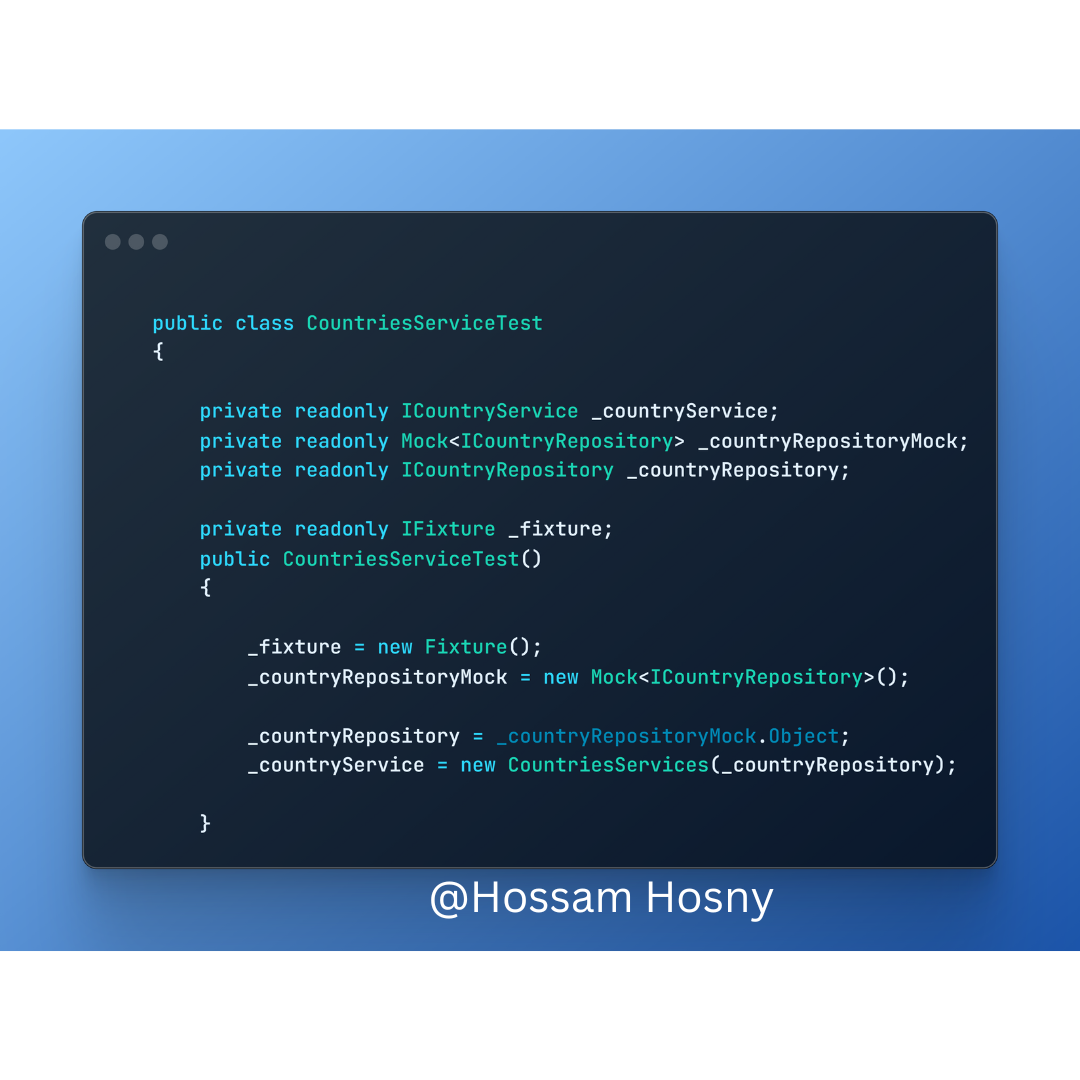 public class CountriesServiceTest
{
private readonly ICountryService _countryService;
private readonly Mock<ICountryRepository> _countryRepositoryMock;
private readonly ICountryRepository _countryRepository;
private readonly IFixture _fixture;
public CountriesServiceTest()
{
_fixture = new Fixture();
_countryRepositoryMock = new Mock<ICountryRepository>();
_countryRepository = _countryRepositoryMock.Object;
_countryService = new CountriesServices(_countryRepository);
}
@Hossam Hosny